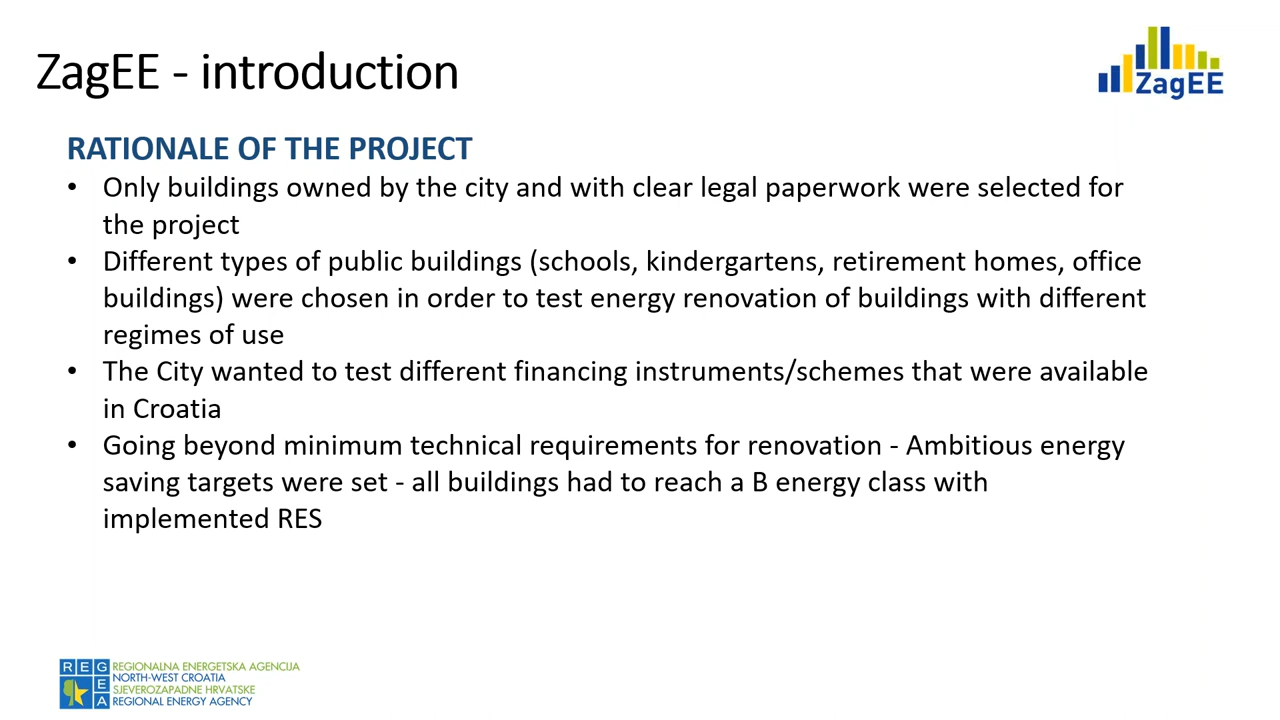 ZagEE - introduction
ZagEE
RATIONALE OF THE PROJECT
• Only buildings owned by the city and with clear legal paperwork were selected for
the project
• Different types of public buildings (schools, kindergartens, retirement homes, office
buildings) were chosen in order to test energy renovation of buildings with different
regimes of use
• The City wanted to test different financing instruments/schemes that were available
in Croatia
• Going beyond minimum technical requirements for renovation - Ambitious energy
saving targets were set - all buildings had to reach a B energy class with
implemented RES
REGEA
REGIONALNA ENERGETSKA AGENCIJA
NORTH-WEST CROATIA
SJEVEROZAPADNE HRVATSKE
REGIONAL ENERGY AGENCY